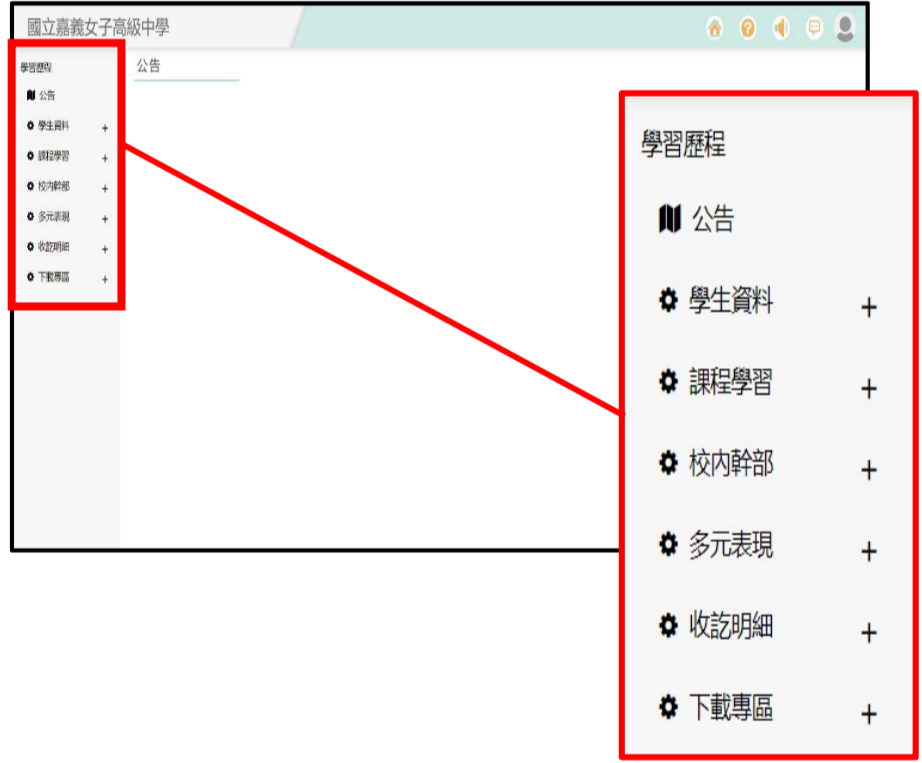 國立嘉義女子高級中學
學習歷程
公告
公告
學生資料 +
課程學習 +
校內幹部 +
多元表現 +
收訖明細 +
下載專區 +
學習歷程
公告
學生資料 +
課程學習 +
校內幹部 +
多元表現 +
收訖明細 +
下載專區 +